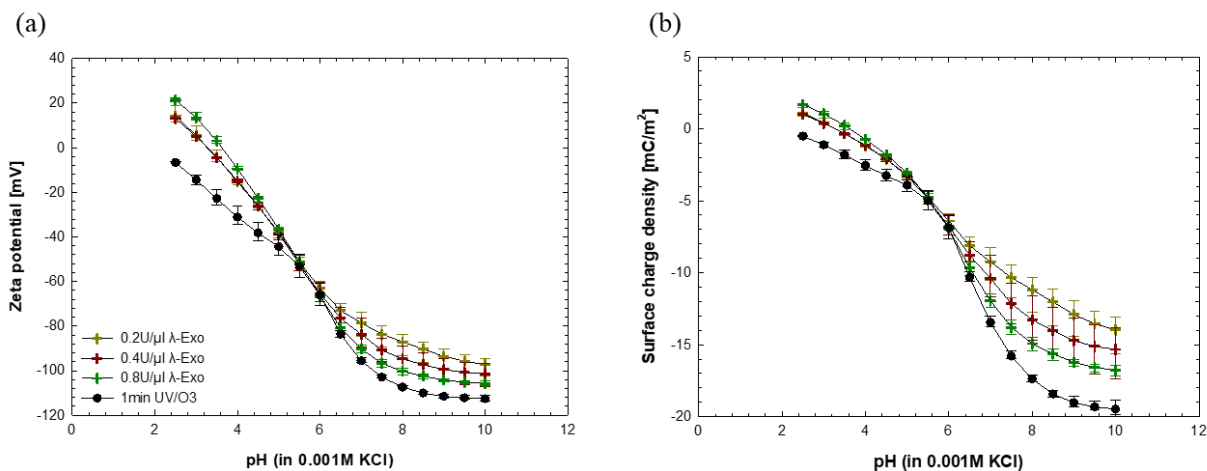 (a)
(b)
Zeta potential [mV]
40
20
0
-20
-40
-60
-80
-100
-120
0.2U/µl λ-Exo
0.4U/µl λ-Exo
0.8U/µl λ-Exo
1min UV/O3
0 2 4 6 8 10 12
pH (in 0.001M KCl)
Surface charge density [mC/m²]
5
0
-5
-10
-15
-20
0 2 4 6 8 10 12
pH (in 0.001M KCl)